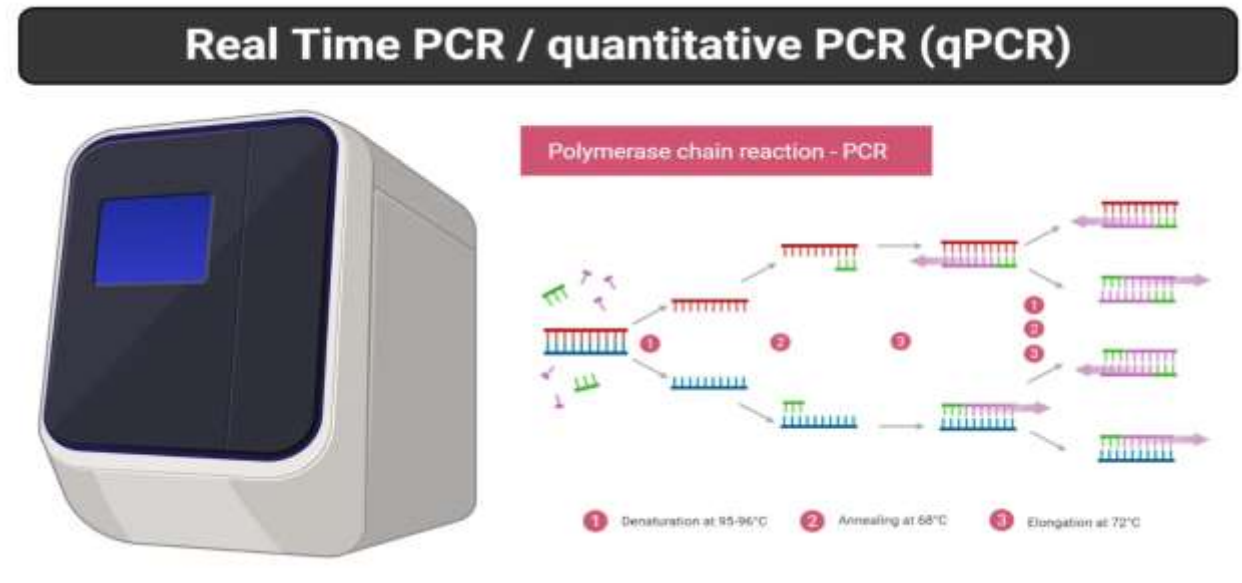 Real Time PCR / quantitative PCR (qPCR)
Polymerase chain reaction - PCR
1
2
3
1
2
3
1 Denaturation at 95-96°C 2 Annealing at 68°C 3 Elongation at 72°C